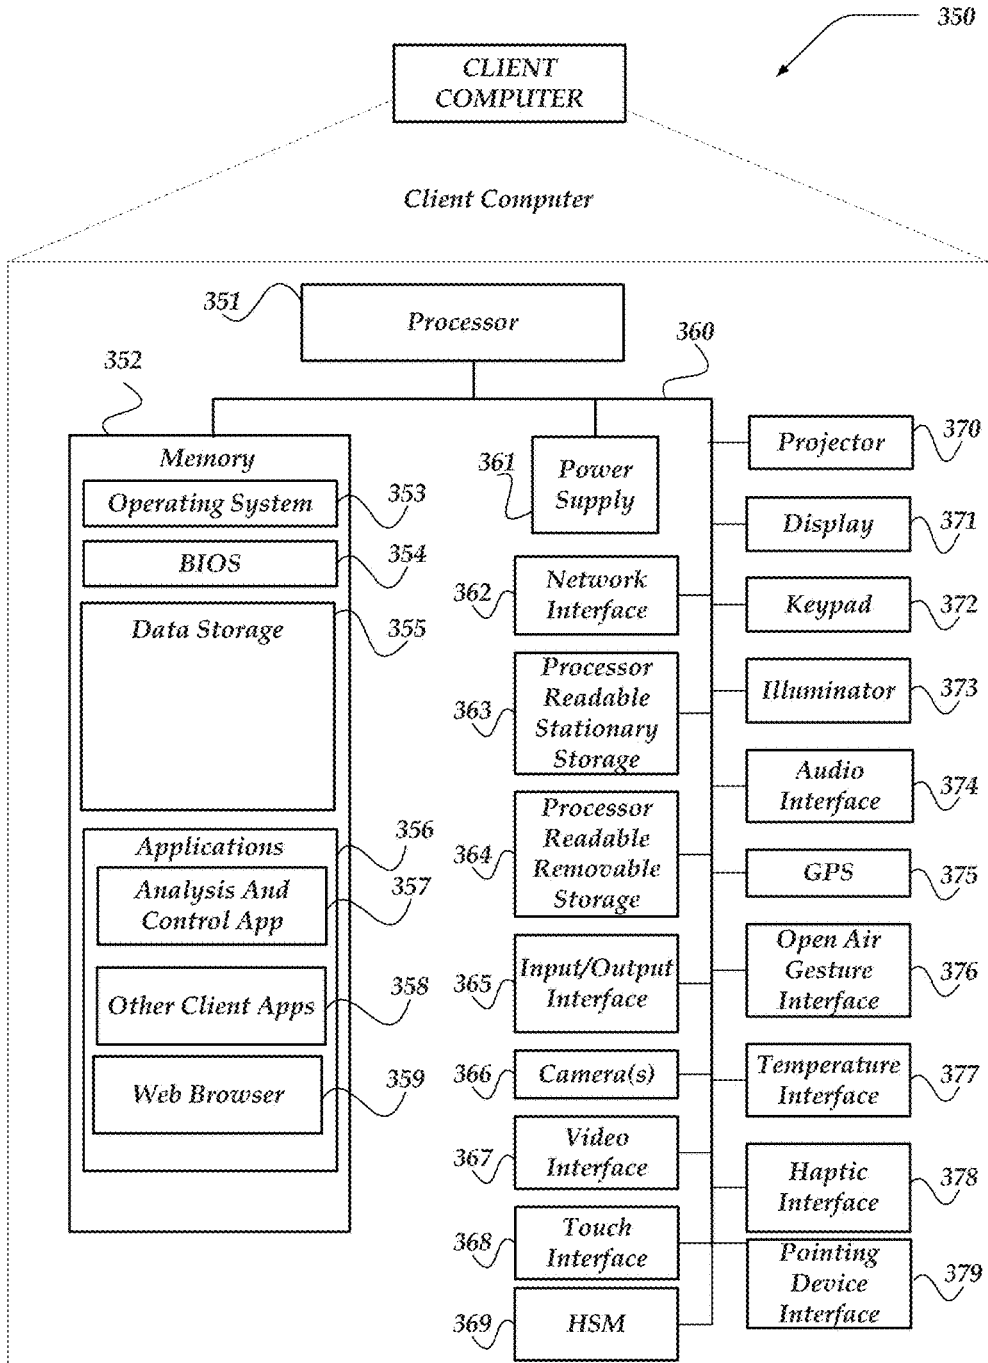 350
CLIENT
COMPUTER
Client Computer
351
Processor
360
352
Memory
Operating System
353
BIOS
354
Data Storage
355
Applications
356
Analysis And
Control App
357
Other Client Apps
358
Web Browser
359
361
Power
Supply
362
Network
Interface
363
Processor
Readable
Stationary
Storage
364
Processor
Readable
Removable
Storage
365
Input/Output
Interface
366
Camera(s)
367
Video
Interface
368
Touch
Interface
369
HSM
Projector
370
Display
371
Keypad
372
Illuminator
373
Audio
Interface
374
GPS
375
Open Air
Gesture
Interface
376
Temperature
Interface
377
Haptic
Interface
378
Pointing
Device
Interface
379